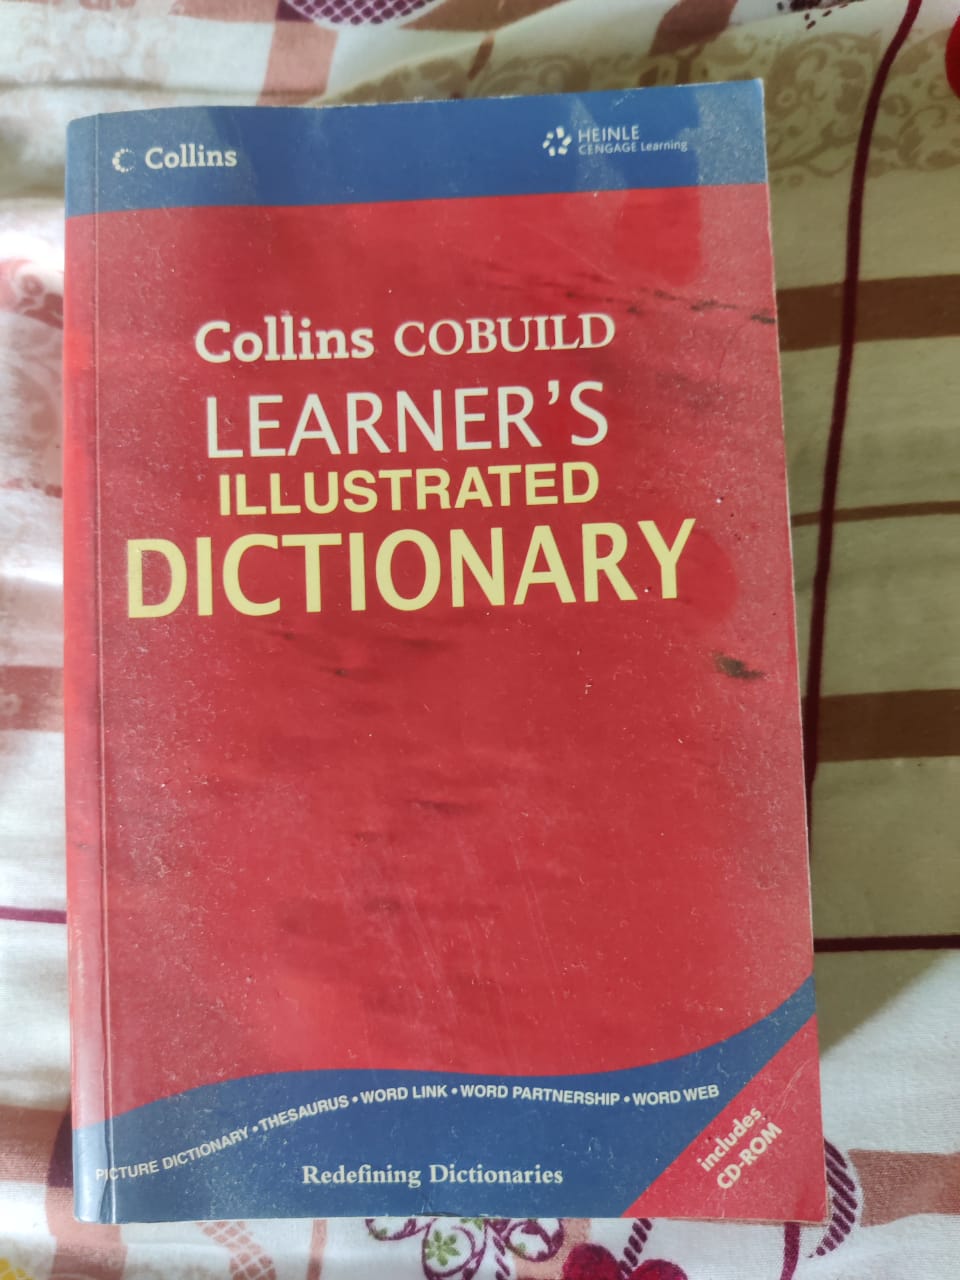 Collins
HEINLE
CENGAGE Learning
Collins COBUILD
LEARNER'S
ILLUSTRATED
DICTIONARY
PICTURE DICTIONARY • THESAURUS • WORD LINK • WORD PARTNERSHIP • WORD WEB
Redefining Dictionaries
includes
CD-ROM